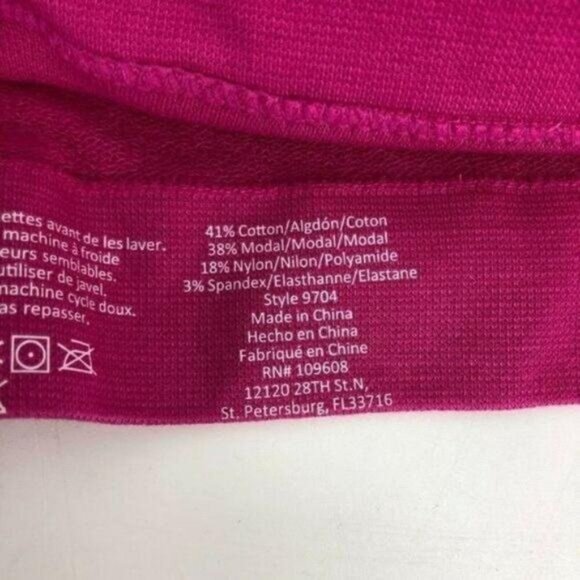 ettes avant de les laver.
machine à froide
eurs semblables.
utiliser de javel.
machine cycle doux.
as repasser.
41% Cotton/Algdón/Coton
38% Modal/Modal/Modal
18% Nylon/Nilon/Polyamide
3% Spandex/Elasthanne/Elastane
Style 9704
Made in China
Hecho en China
Fabriqué en Chine
RN# 109608
12120 28TH St.N,
St. Petersburg, FL33716